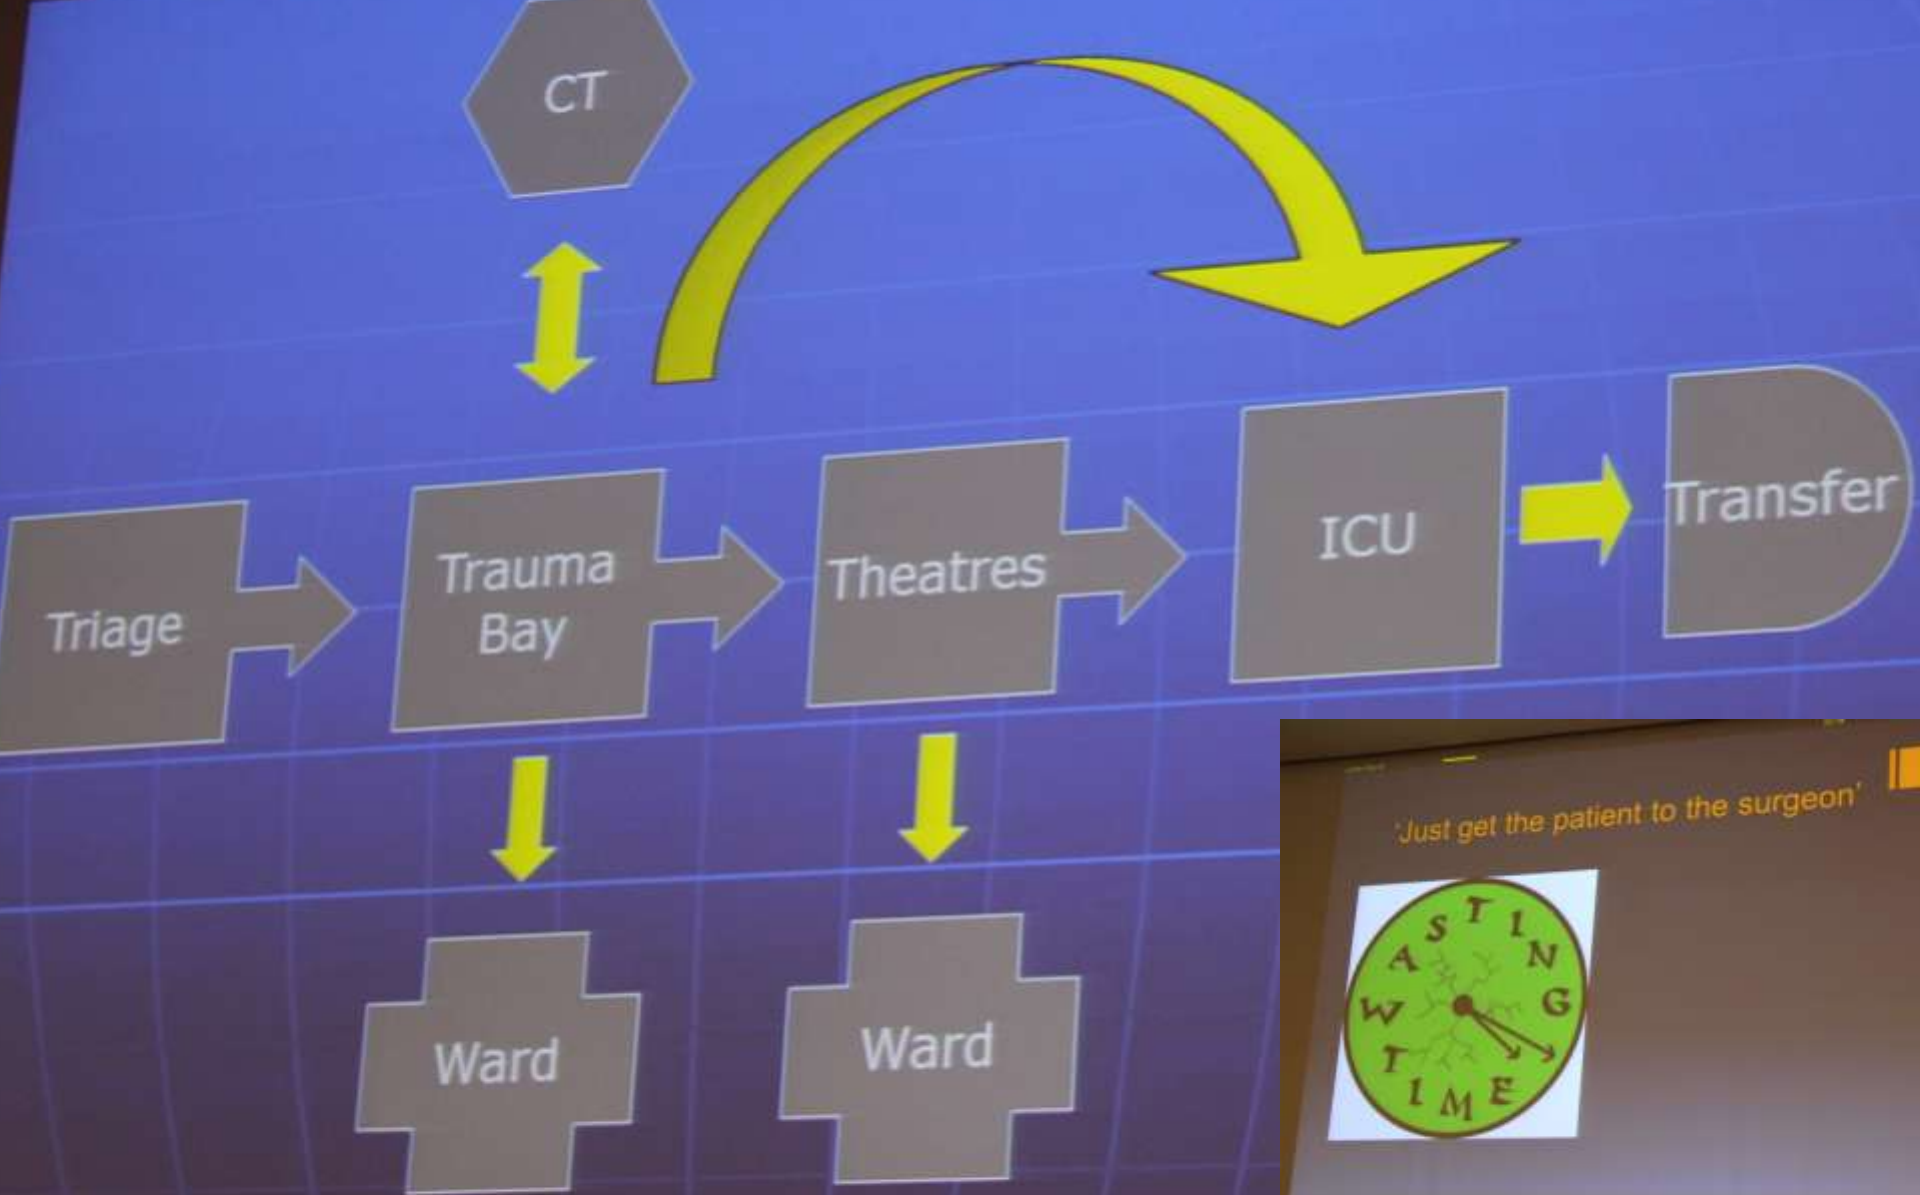 CT
Triage
Trauma
Bay
Theatres
ICU
Transfer
Ward
Ward
'Just get the patient to the surgeon'
WASTING
TIME